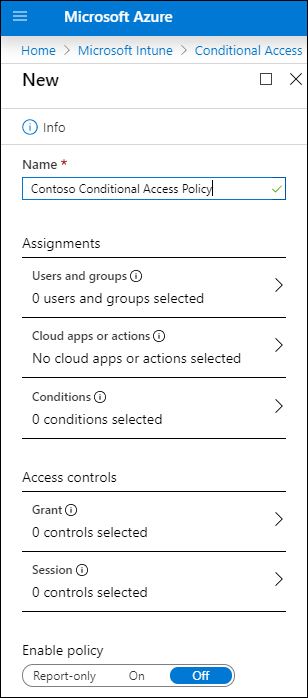 Microsoft Azure
Home > Microsoft Intune > Conditional Access
New
Info
Name *
Contoso Conditional Access Policy
Assignments
Users and groups
0 users and groups selected
Cloud apps or actions
No cloud apps or actions selected
Conditions
0 conditions selected
Access controls
Grant
0 controls selected
Session
0 controls selected
Enable policy
Report-only On Off